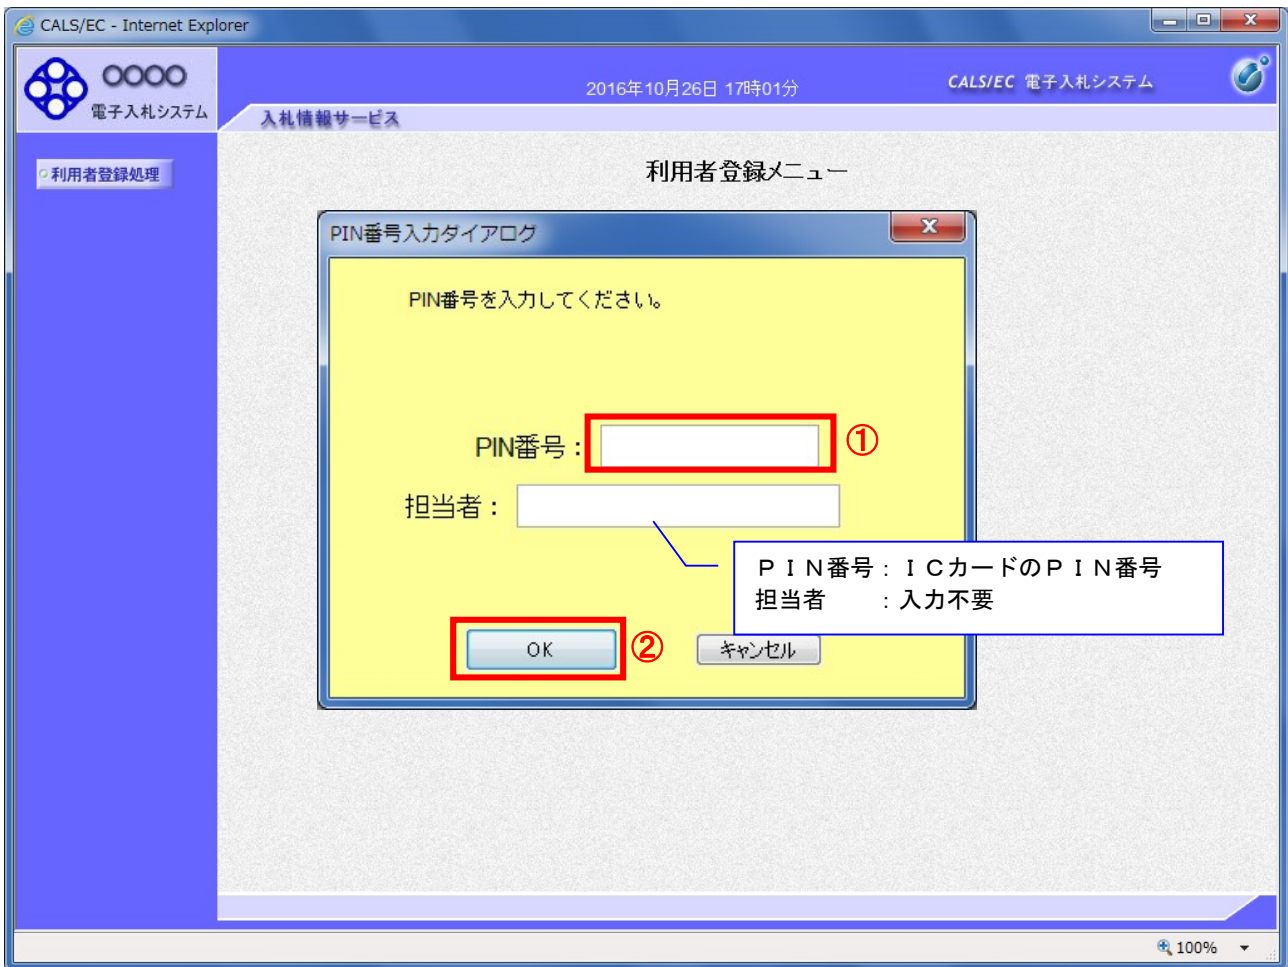 CALS/EC - Internet Explorer
○○○○
電子入札システム
2016年10月26日 17時01分
CALS/EC 電子入札システム
入札情報サービス
利用者登録処理
利用者登録メニュー
PIN番号入力ダイアログ
PIN番号を入力してください。
PIN番号：
①
担当者：
ＰＩＮ番号：ＩＣカードのＰＩＮ番号
担当者　　：入力不要
OK
②
キャンセル
100%